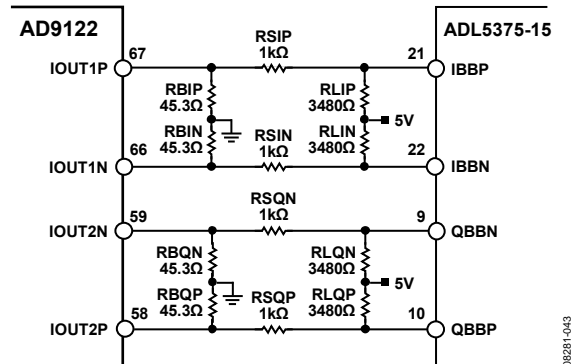 AD9122
ADL5375-15
IOUT1P
67
RSIP
1kΩ
21
IBBP
RBIP
45.3Ω
RLIP
3480Ω
5V
RBIN
45.3Ω
RLIN
3480Ω
IOUT1N
66
RSIN
1kΩ
22
IBBN
IOUT2N
59
RSQN
1kΩ
9
QBBN
RBQN
45.3Ω
RLQN
3480Ω
5V
RBQP
45.3Ω
RLQP
3480Ω
IOUT2P
58
RSQP
1kΩ
10
QBBP
08281-043